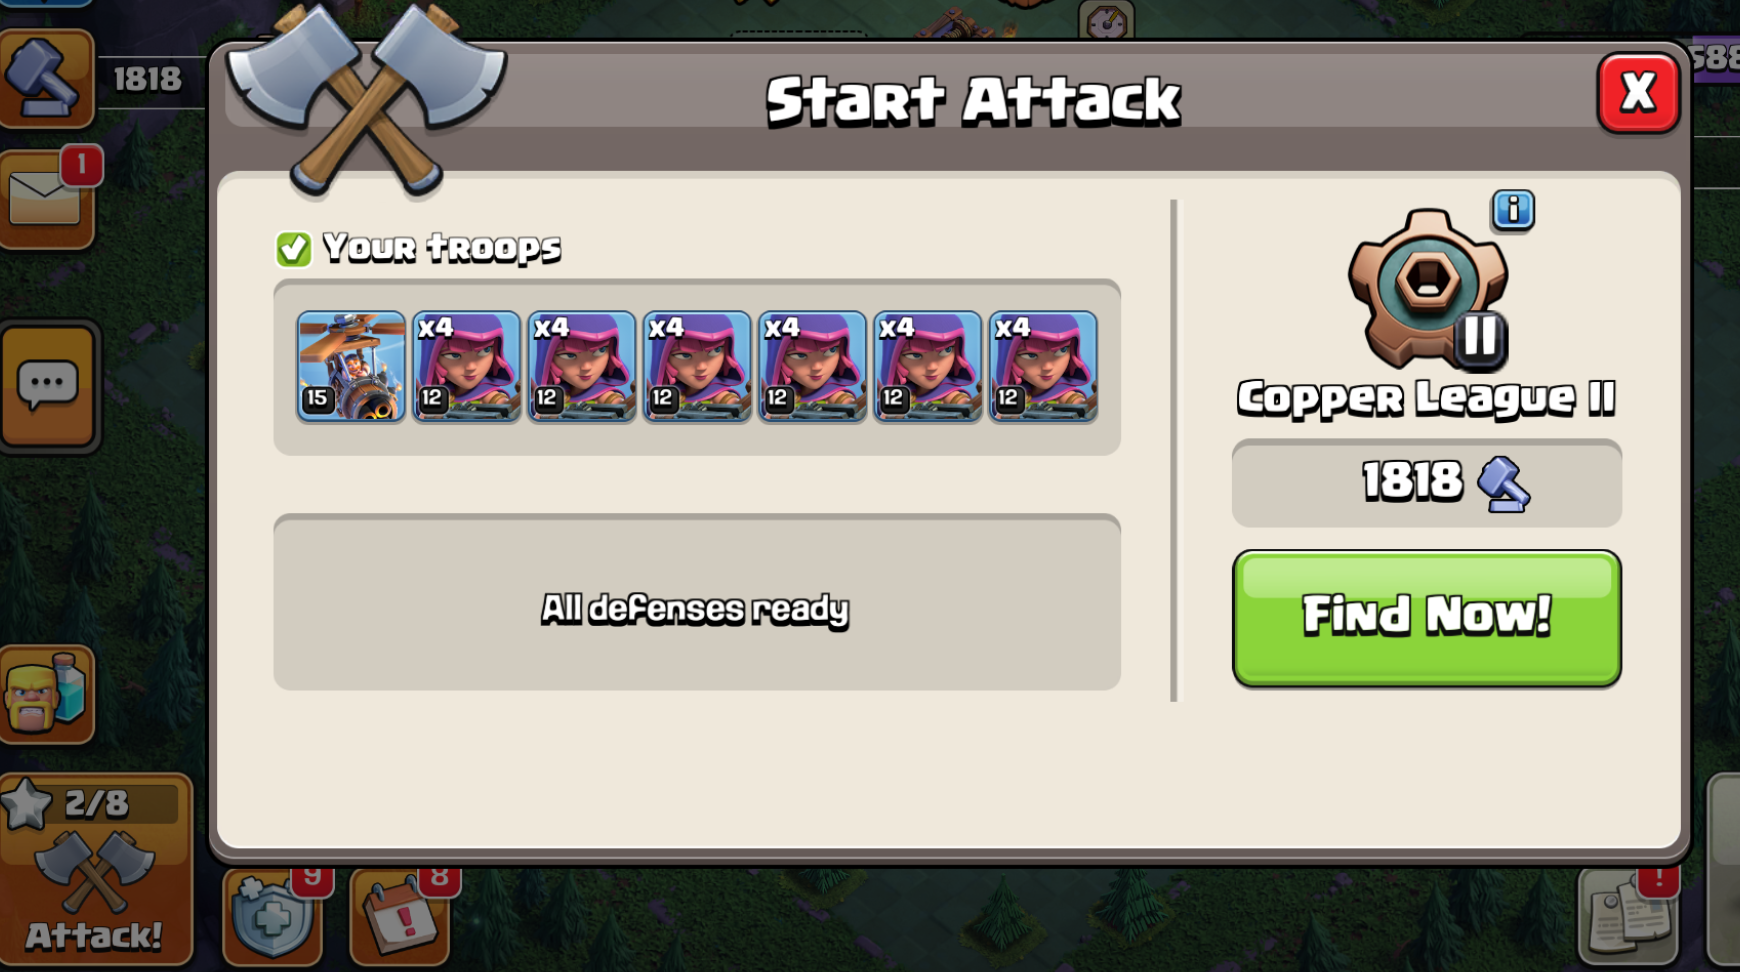 1818
Start Attack
X
588
1
i
Your troops
x4
x4
x4
x4
x4
x4
15
12
12
12
12
12
12
Copper League II
1818
All defenses ready
Find Now!
2/8
Attack!
9
8
!